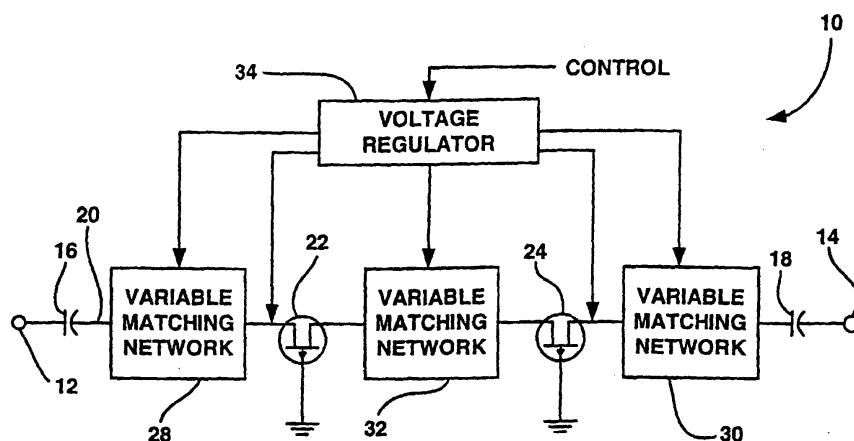 10
34
CONTROL
VOLTAGE
REGULATOR
20
16
22
24
18
14
VARIABLE
MATCHING
NETWORK
VARIABLE
MATCHING
NETWORK
VARIABLE
MATCHING
NETWORK
12
28
32
30